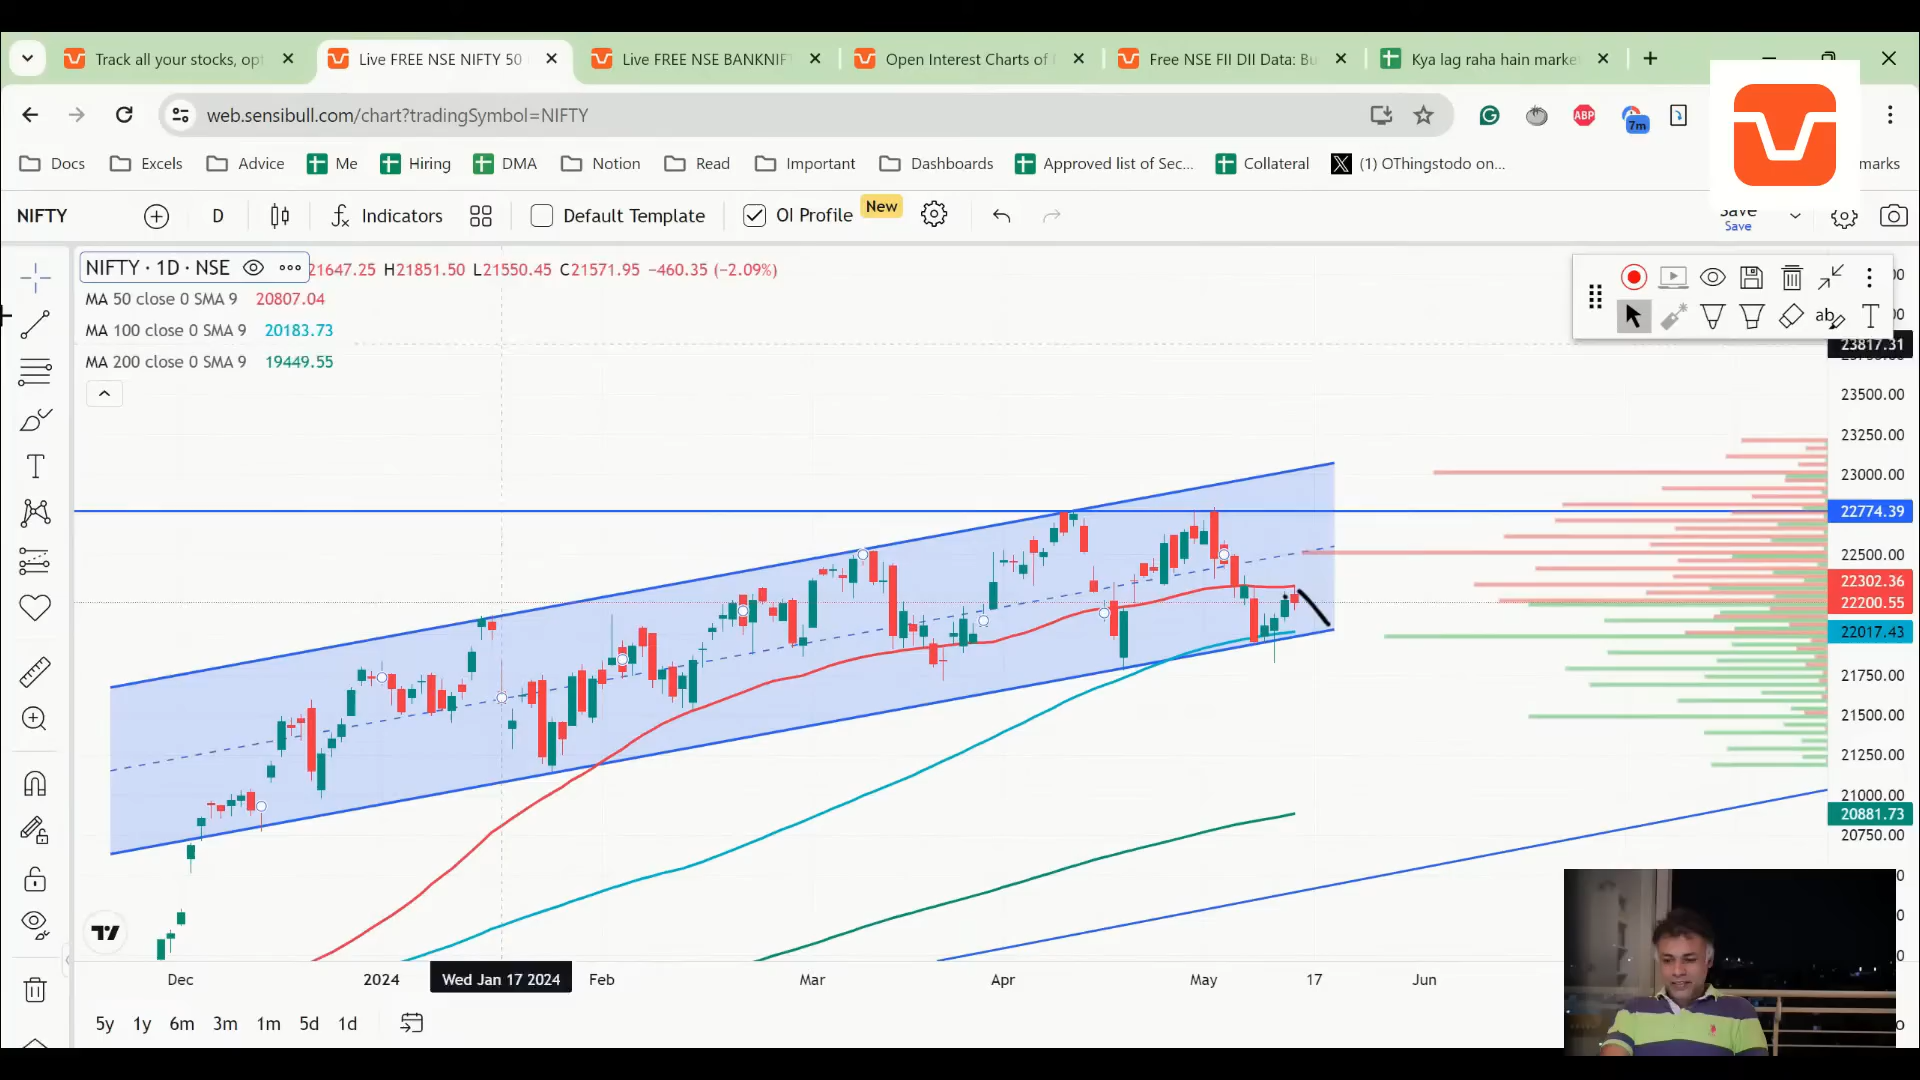 Track all your stocks, opt
Live FREE NSE NIFTY 50
Live FREE NSE BANKNIFT
Open Interest Charts of
Free NSE FII DII Data: Bu
Kya lag raha hain marke
web.sensibull.com/chart?tradingSymbol=NIFTY
ABP
7m
Docs
Excels
Advice
Me
Hiring
DMA
Notion
Read
Important
Dashboards
Approved list of Sec...
Collateral
(1) OThingstodo on...
marks
NIFTY
D
Indicators
Default Template
OI Profile
New
Save
Save
NIFTY · 1D · NSE
21647.25 H21851.50 L21550.45 C21571.95 −460.35 (−2.09%)
MA 50 close 0 SMA 9 20807.04
MA 100 close 0 SMA 9 20183.73
MA 200 close 0 SMA 9 19449.55
23817.31
23500.00
23250.00
23000.00
22774.39
22500.00
22302.36
22200.55
22017.43
21750.00
21500.00
21250.00
21000.00
20881.73
20750.00
Dec
2024
Wed Jan 17 2024
Feb
Mar
Apr
May
17
Jun
5y 1y 6m 3m 1m 5d 1d